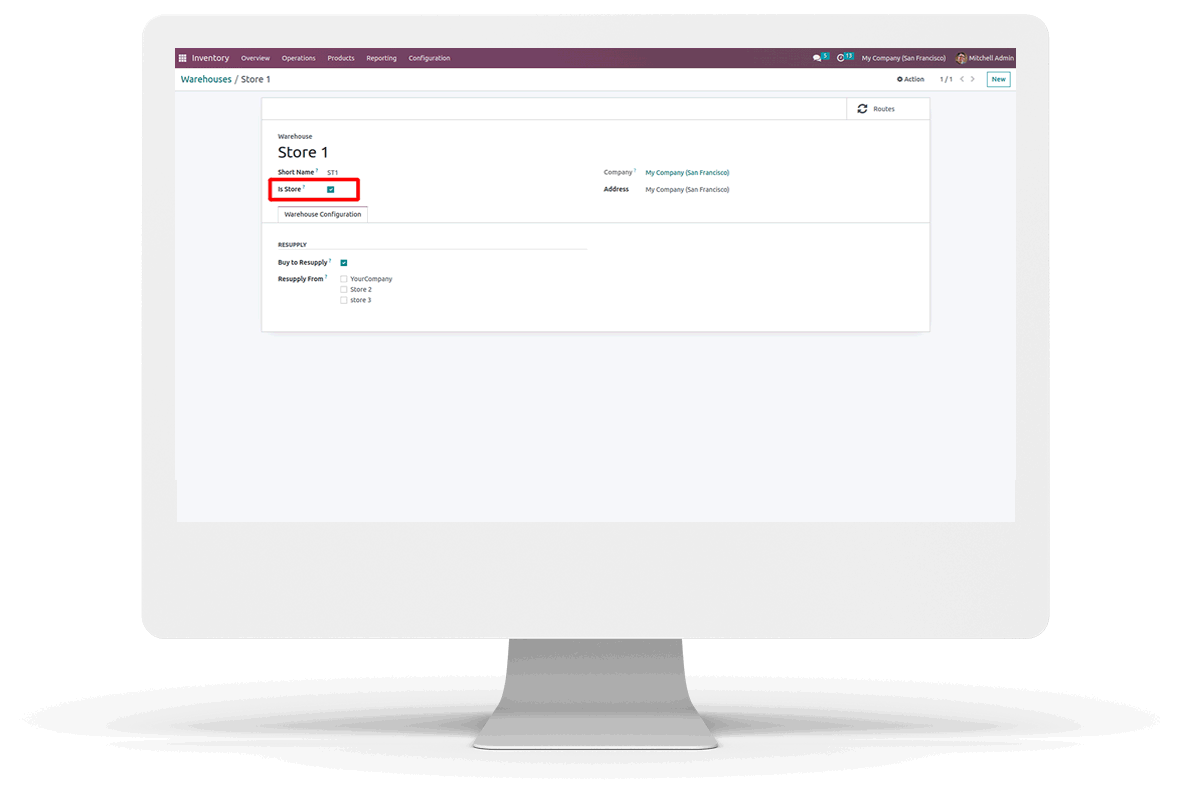 Inventory Overview Operations Products Reporting Configuration 5 13 My Company (San Francisco) Mitchell Admin
Warehouses / Store 1 Action 1 / 1 New
Routes
Warehouse
Store 1
Short Name ? ST1 Company ? My Company (San Francisco)
Is Store ? Address My Company (San Francisco)
Warehouse Configuration
RESUPPLY
Buy to Resupply ?
Resupply From ? YourCompany
Store 2
store 3